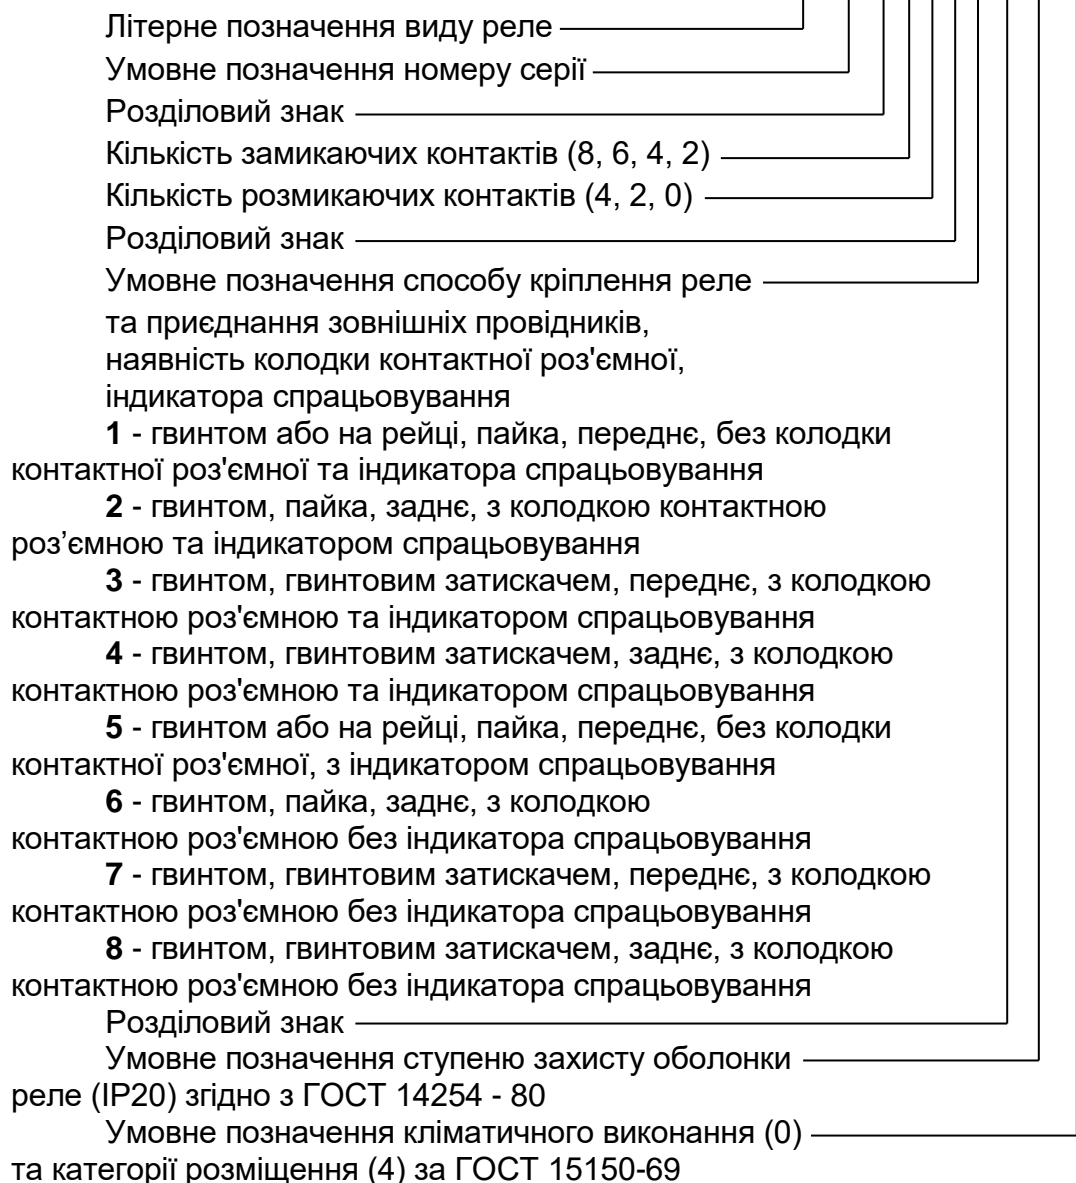 Літерне позначення виду реле
Умовне позначення номеру серії
Розділовий знак
Кількість замикаючих контактів (8, 6, 4, 2)
Кількість розмикаючих контактів (4, 2, 0)
Розділовий знак
Умовне позначення способу кріплення реле
та приєднання зовнішніх провідників,
наявність колодки контактної роз'ємної,
індикатора спрацьовування
1 - гвинтом або на рейці, пайка, переднє, без колодки
контактної роз'ємної та індикатора спрацьовування
2 - гвинтом, пайка, заднє, з колодкою контактною
роз’ємною та індикатором спрацьовування
3 - гвинтом, гвинтовим затискачем, переднє, з колодкою
контактною роз'ємною та індикатором спрацьовування
4 - гвинтом, гвинтовим затискачем, заднє, з колодкою
контактною роз'ємною та індикатором спрацьовування
5 - гвинтом або на рейці, пайка, переднє, без колодки
контактної роз'ємної, з індикатором спрацьовування
6 - гвинтом, пайка, заднє, з колодкою
контактною роз'ємною без індикатора спрацьовування
7 - гвинтом, гвинтовим затискачем, переднє, з колодкою
контактною роз'ємною без індикатора спрацьовування
8 - гвинтом, гвинтовим затискачем, заднє, з колодкою
контактною роз'ємною без індикатора спрацьовування
Розділовий знак
Умовне позначення ступеню захисту оболонки
реле (IP20) згідно з ГОСТ 14254 - 80
Умовне позначення кліматичного виконання (0)
та категорії розміщення (4) за ГОСТ 15150-69